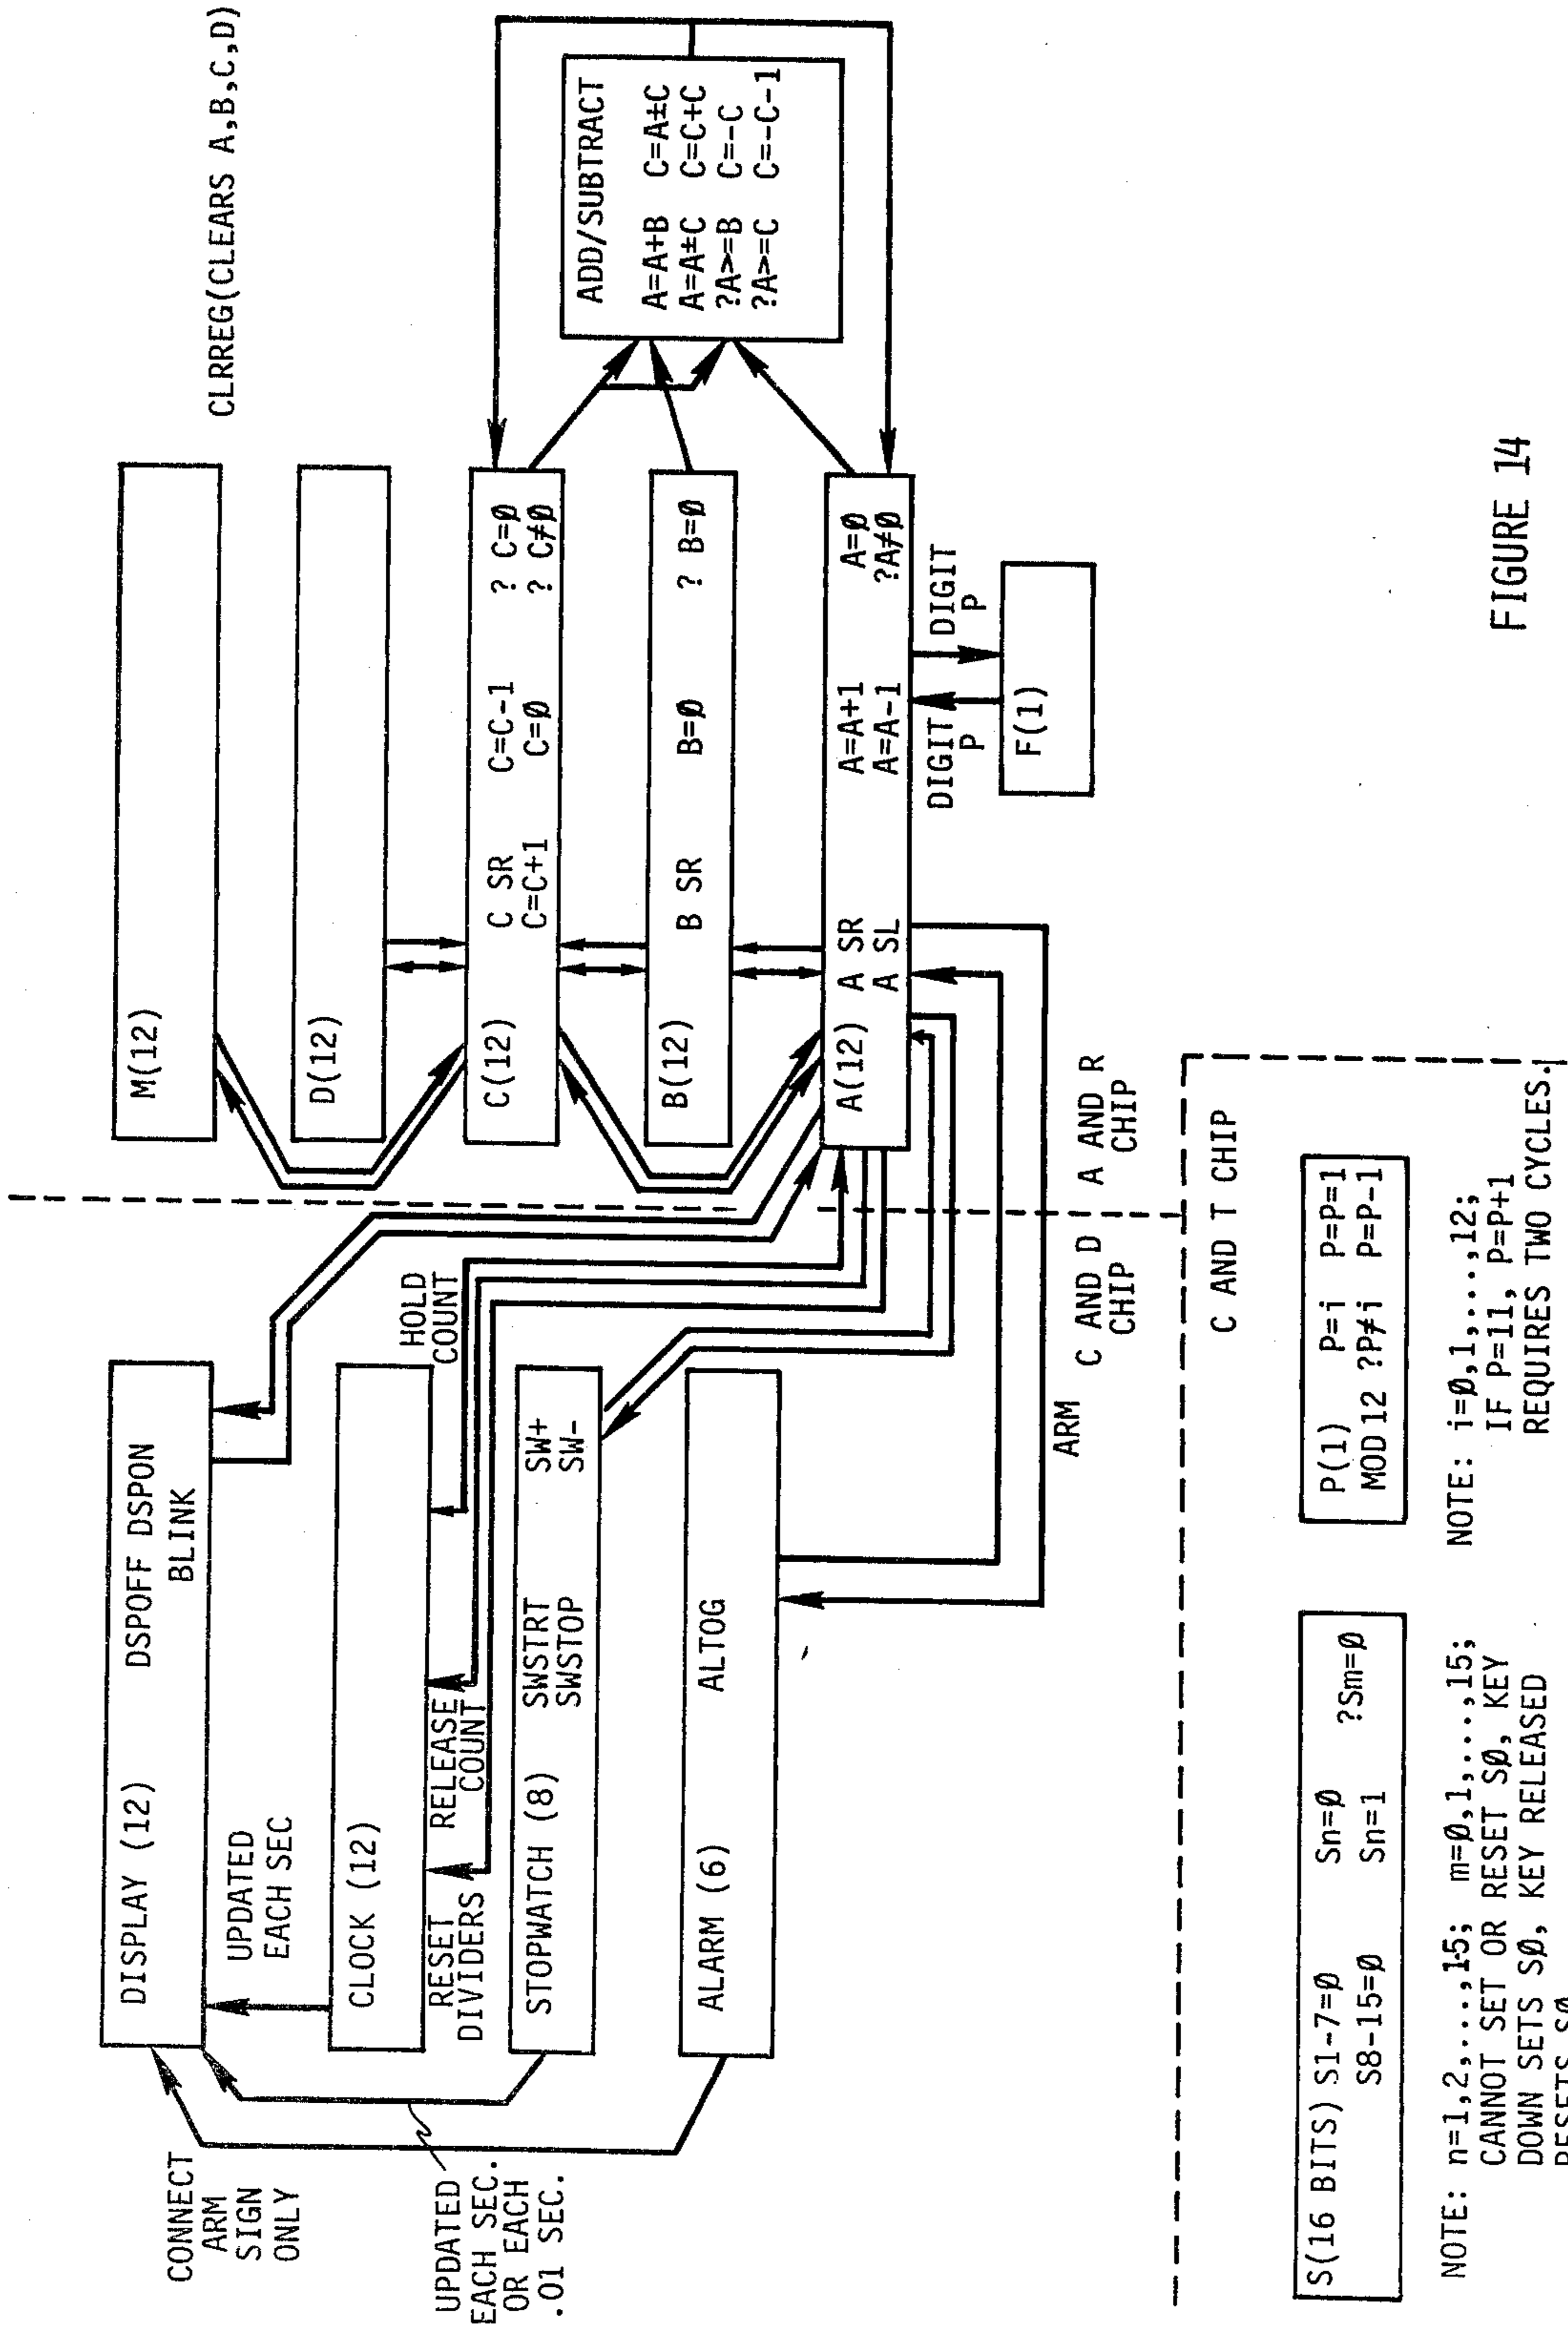 CLRREG(CLEARS A,B,C,D)
M(12)
D(12)
C(12)
C SR C=C-1 ? C=Ø
C=C+1 C=Ø ? C≠Ø
B(12) B SR B=Ø ? B=Ø
A(12)
A SR A=A+1 A=Ø
A SL A=A-1 ?A≠Ø
DIGIT
P
DIGIT
P
F(1)
ADD/SUBTRACT
A=A+B C=A±C
A=A±C C=C+C
?A>=B C=-C
?A>=C C=-C-1
CONNECT
ARM
SIGN
ONLY
DISPLAY (12) DSPOFF DSPON
BLINK
UPDATED
EACH SEC
CLOCK (12)
HOLD
COUNT
RESET
DIVIDERS
RELEASE
COUNT
STOPWATCH (8) SWSTRT SW+
SWSTOP SW-
ALARM (6) ALTOG
UPDATED
EACH SEC.
OR EACH
.01 SEC.
ARM
C AND D
CHIP
A AND R
CHIP
C AND T CHIP
S(16 BITS) S1-7=Ø Sn=Ø ?Sm=Ø
S8-15=Ø Sn=1
P(1) P=i P=P=1
MOD 12 ?P≠i P=P-1
NOTE: n=1,2,...,15; m=Ø,1,...,15;
CANNOT SET OR RESET SØ, KEY
DOWN SETS SØ, KEY RELEASED
RESETS SØ
NOTE: i=Ø,1,...,12;
IF P=11, P=P+1
REQUIRES TWO CYCLES.
FIGURE 14